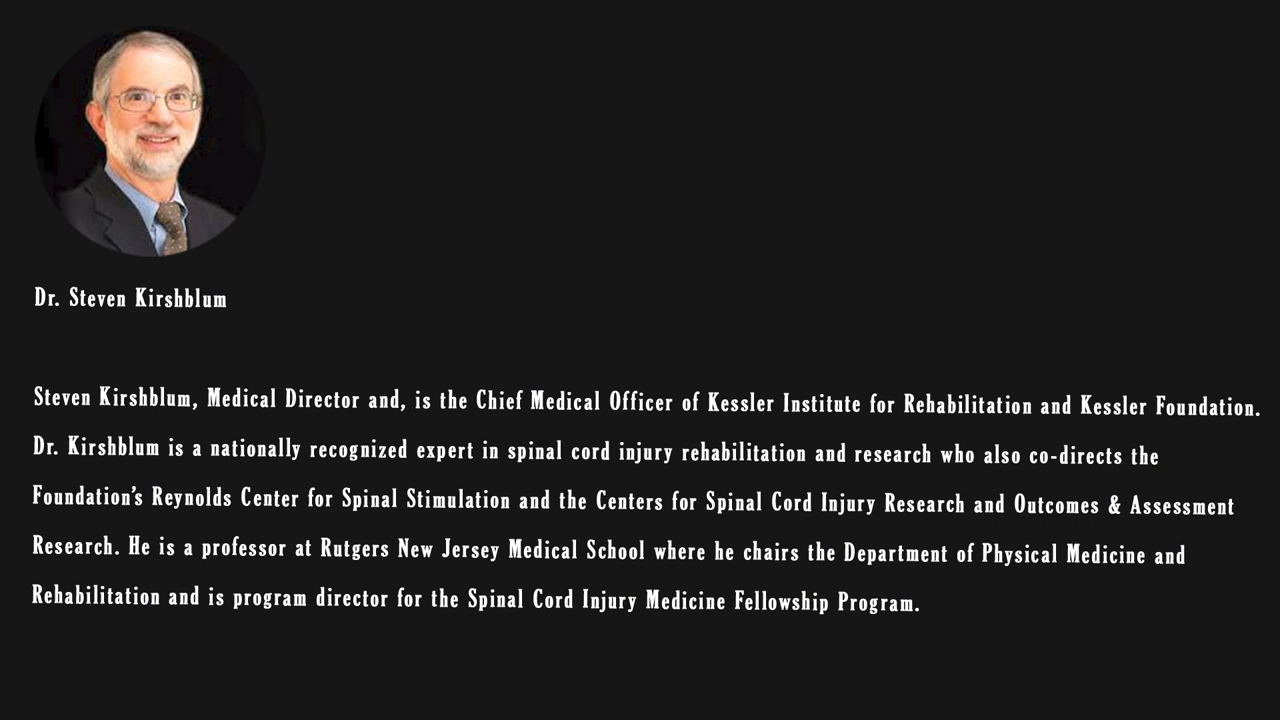 Dr. Steven Kirshblum
Steven Kirshblum, Medical Director and, is the Chief Medical Officer of Kessler Institute for Rehabilitation and Kessler Foundation.
Dr. Kirshblum is a nationally recognized expert in spinal cord injury rehabilitation and research who also co-directs the
Foundation’s Reynolds Center for Spinal Stimulation and the Centers for Spinal Cord Injury Research and Outcomes & Assessment
Research. He is a professor at Rutgers New Jersey Medical School where he chairs the Department of Physical Medicine and
Rehabilitation and is program director for the Spinal Cord Injury Medicine Fellowship Program.